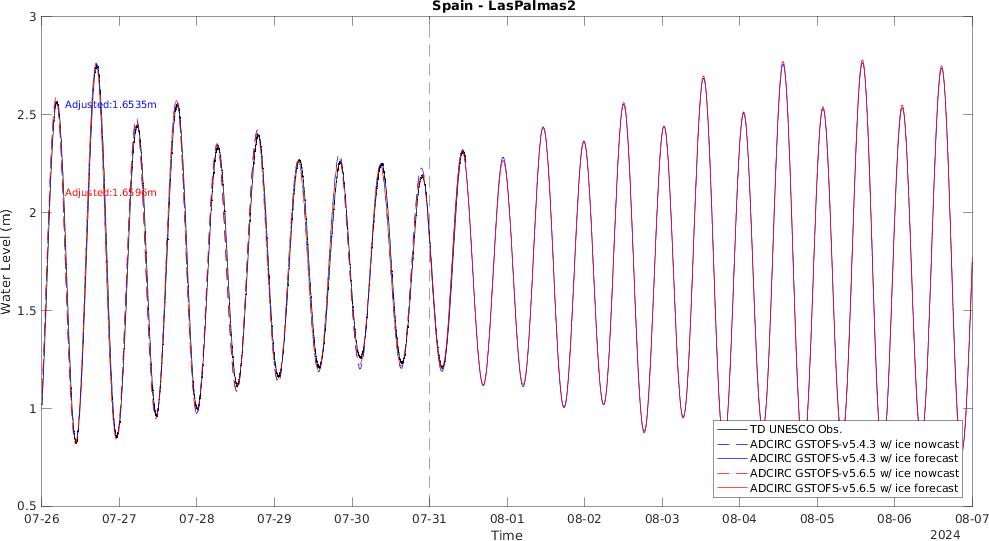 Spain - LasPalmas2
3
2.5
2
1.5
1
0.5
Water Level (m)
Adjusted:1.6535m
Adjusted:1.6596m
TD UNESCO Obs.
ADCIRC GSTOFS-v5.4.3 w/ ice nowcast
ADCIRC GSTOFS-v5.4.3 w/ ice forecast
ADCIRC GSTOFS-v5.6.5 w/ ice nowcast
ADCIRC GSTOFS-v5.6.5 w/ ice forecast
07-26 07-27 07-28 07-29 07-30 07-31 08-01 08-02 08-03 08-04 08-05 08-06 08-07
Time
2024